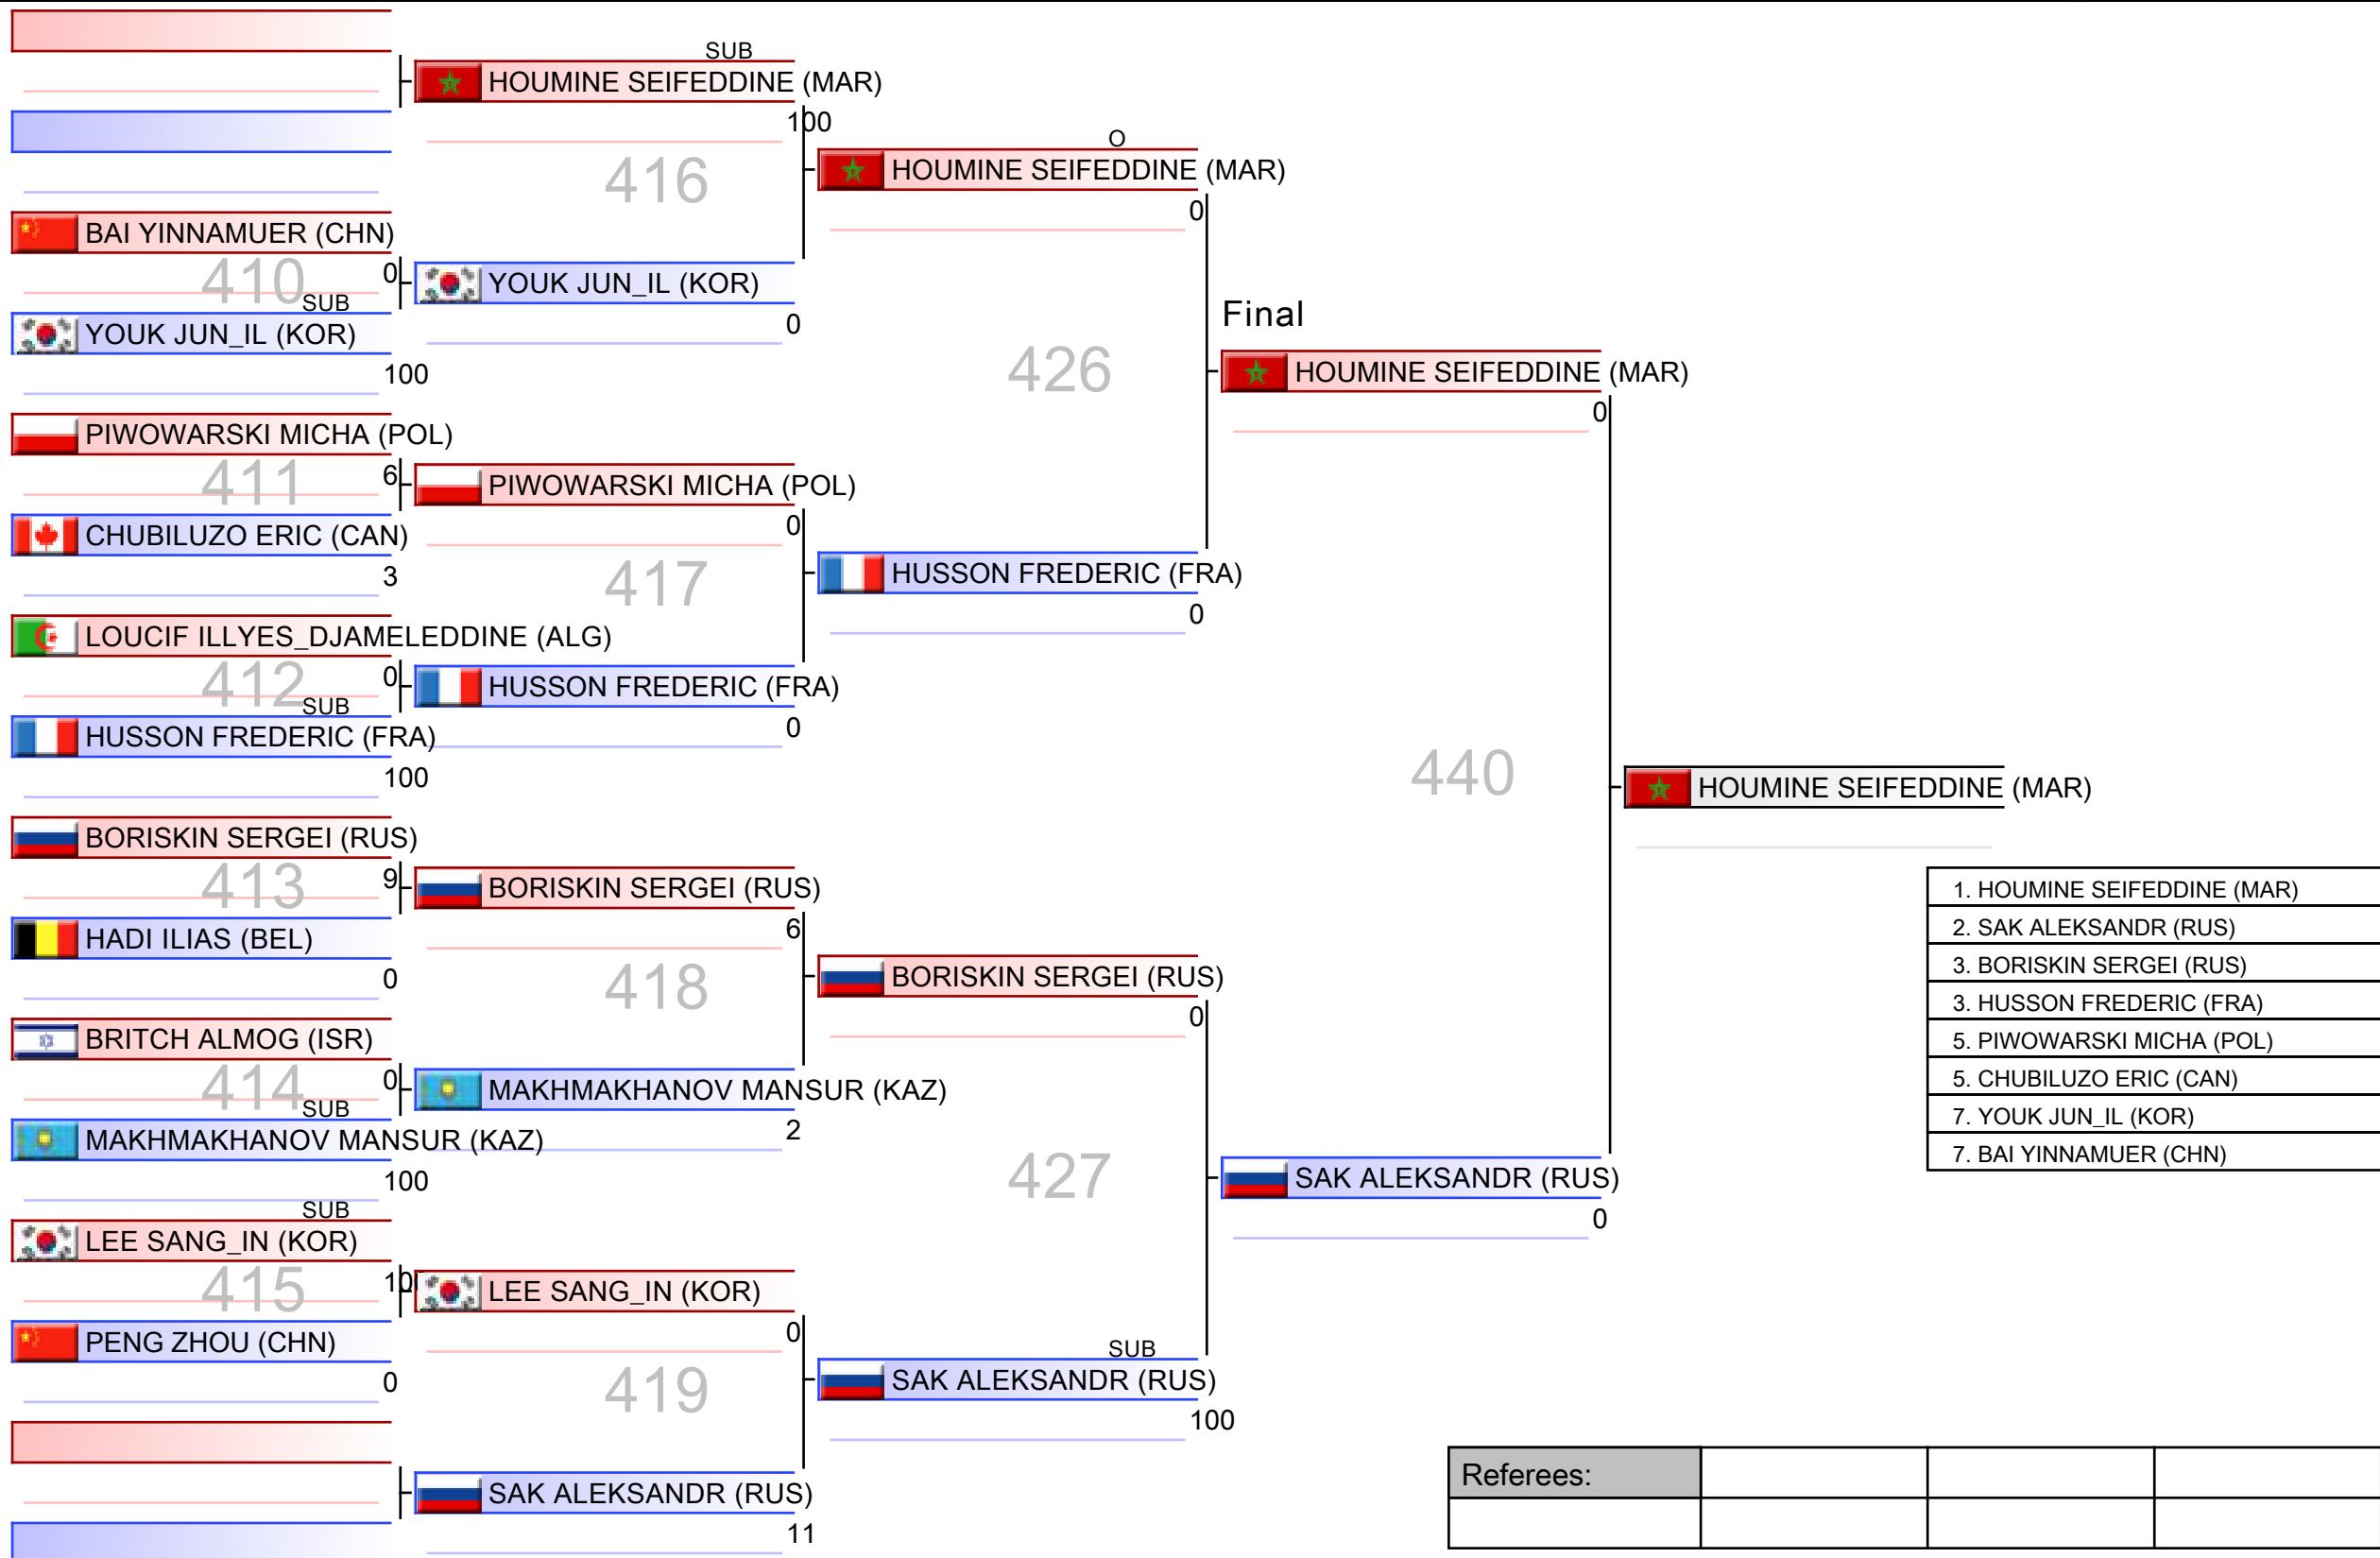 SUB
HOUMINE SEIFEDDINE (MAR)
100
416
O
HOUMINE SEIFEDDINE (MAR)
0
BAI YINNAMUER (CHN)
0
410
SUB
YOUK JUN_IL (KOR)
100
YOUK JUN_IL (KOR)
0
Final
HOUMINE SEIFEDDINE (MAR)
0
426
PIWOWARSKI MICHA (POL)
6
411
CHUBILUZO ERIC (CAN)
3
PIWOWARSKI MICHA (POL)
0
417
HUSSON FREDERIC (FRA)
0
LOUCIF ILLYES_DJAMELEDDINE (ALG)
0
412
SUB
HUSSON FREDERIC (FRA)
100
HUSSON FREDERIC (FRA)
0
440
HOUMINE SEIFEDDINE (MAR)
BORISKIN SERGEI (RUS)
9
413
HADI ILIAS (BEL)
0
BORISKIN SERGEI (RUS)
6
418
BORISKIN SERGEI (RUS)
0
BRITCH ALMOG (ISR)
0
414
SUB
MAKHMAKHANOV MANSUR (KAZ)
100
MAKHMAKHANOV MANSUR (KAZ)
2
427
SAK ALEKSANDR (RUS)
0
SUB
LEE SANG_IN (KOR)
415
PENG ZHOU (CHN)
0
LEE SANG_IN (KOR)
0
419
SUB
SAK ALEKSANDR (RUS)
100
SAK ALEKSANDR (RUS)
11
1. HOUMINE SEIFEDDINE (MAR)
2. SAK ALEKSANDR (RUS)
3. BORISKIN SERGEI (RUS)
3. HUSSON FREDERIC (FRA)
5. PIWOWARSKI MICHA (POL)
5. CHUBILUZO ERIC (CAN)
7. YOUK JUN_IL (KOR)
7. BAI YINNAMUER (CHN)
Referees: